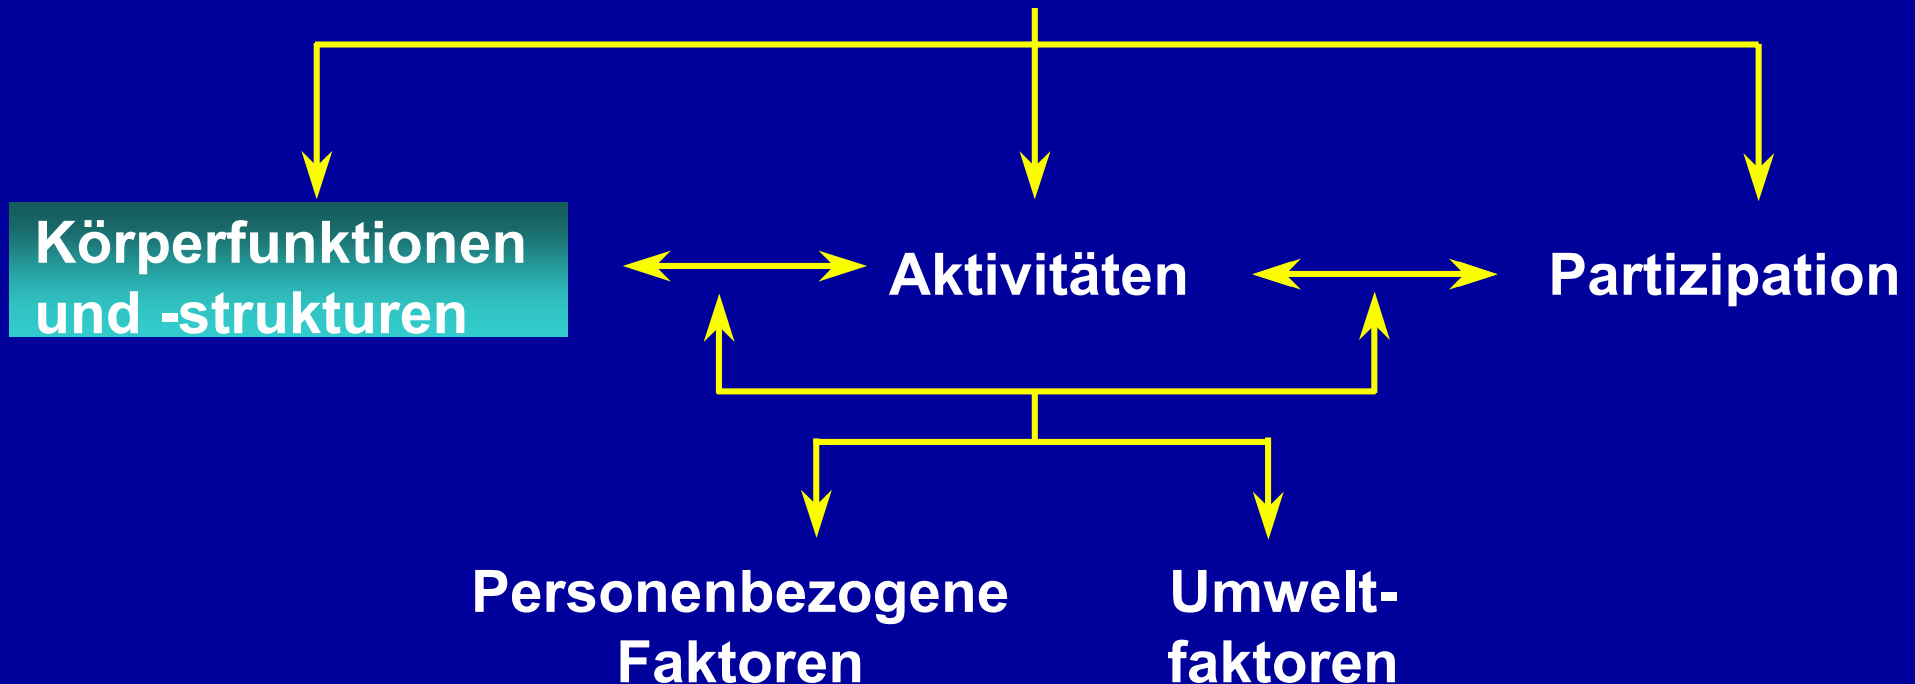 Körperfunktionen
und -strukturen
Aktivitäten
Partizipation
Personenbezogene
Faktoren
Umwelt-
faktoren